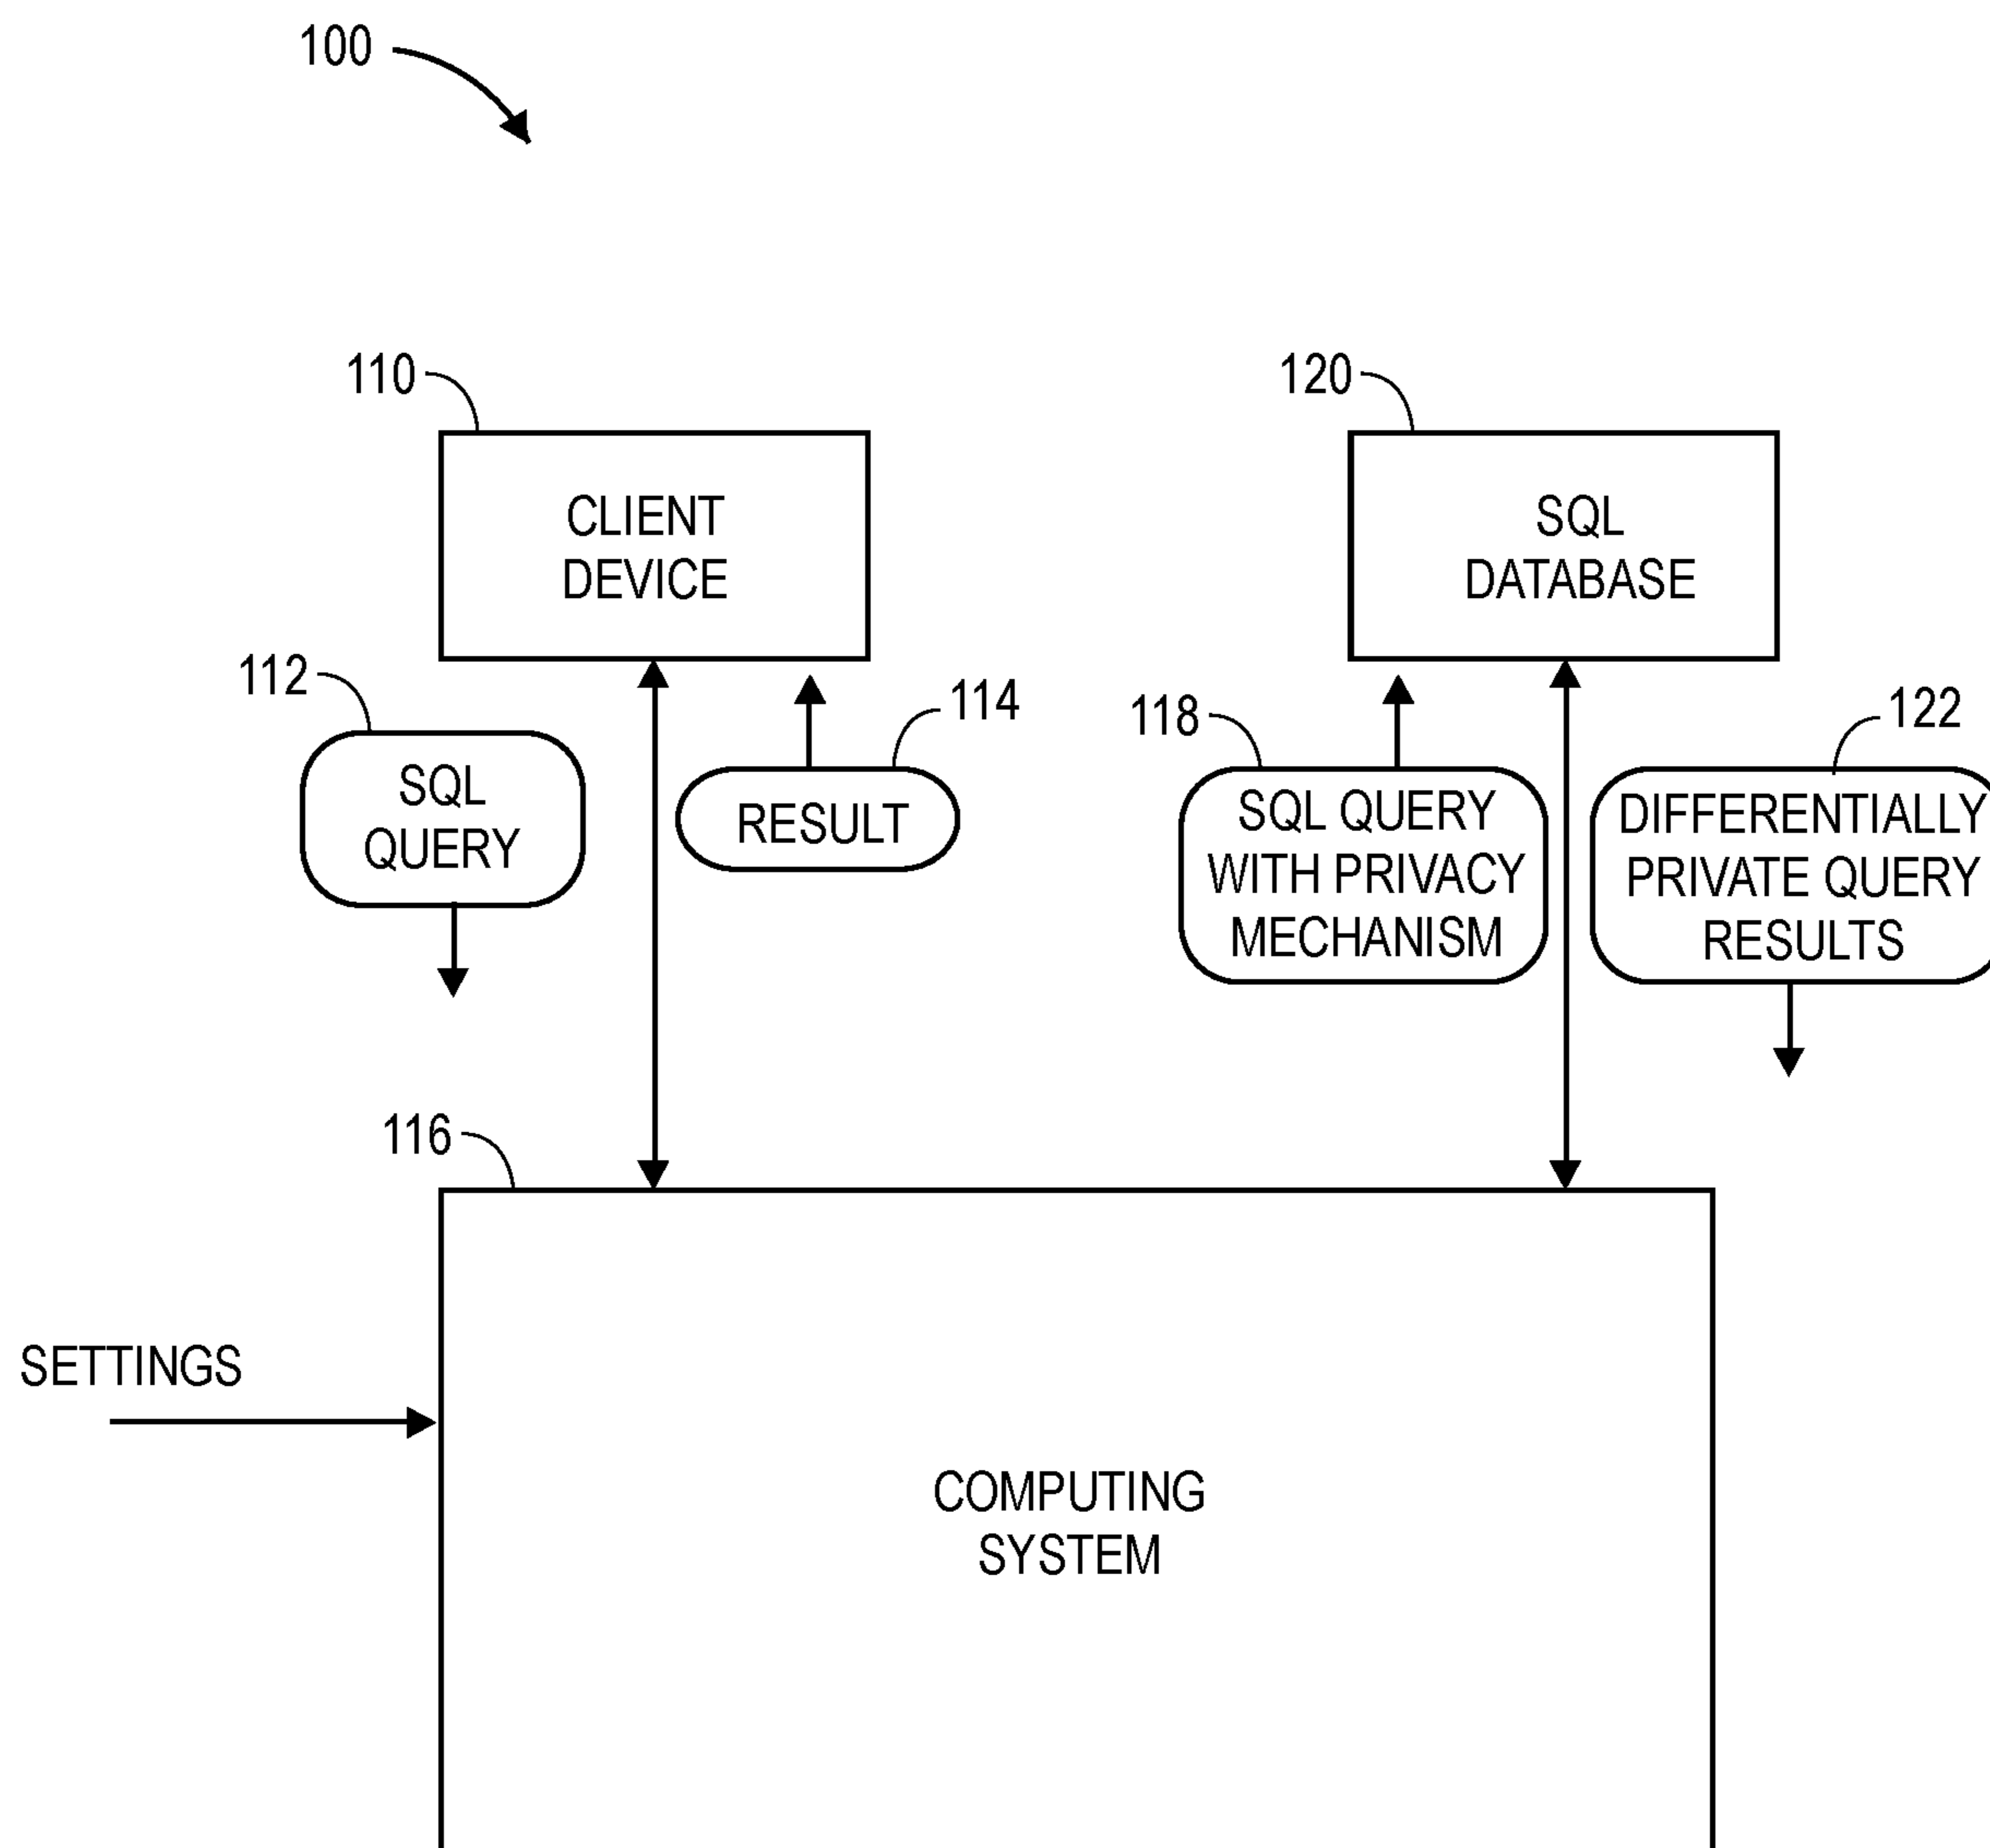 100
110
120
CLIENT
DEVICE
SQL
DATABASE
112
114
118
122
SQL
QUERY
RESULT
SQL QUERY
WITH PRIVACY
MECHANISM
DIFFERENTIALLY
PRIVATE QUERY
RESULTS
116
SETTINGS
COMPUTING
SYSTEM